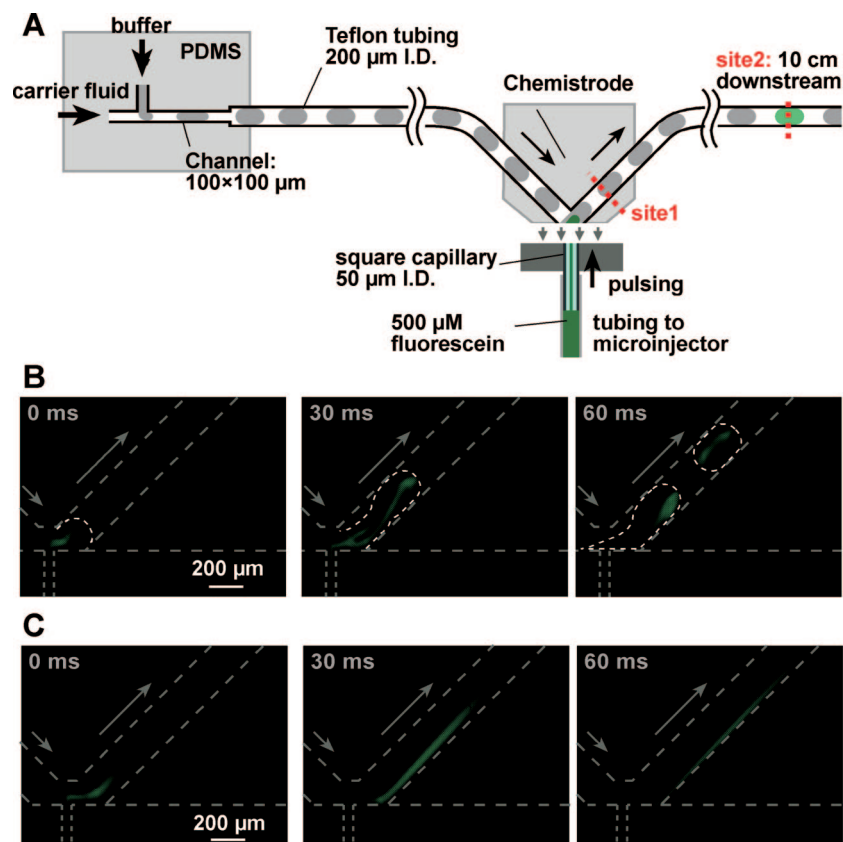 A
buffer
PDMS
carrier fluid
Channel:
100×100 µm
Teflon tubing
200 µm I.D.
Chemistrode
site2: 10 cm
downstream
site1
square capillary
50 µm I.D.
pulsing
500 µM
fluorescein
tubing to
microinjector
B
0 ms
200 µm
30 ms
60 ms
C
0 ms
200 µm
30 ms
60 ms